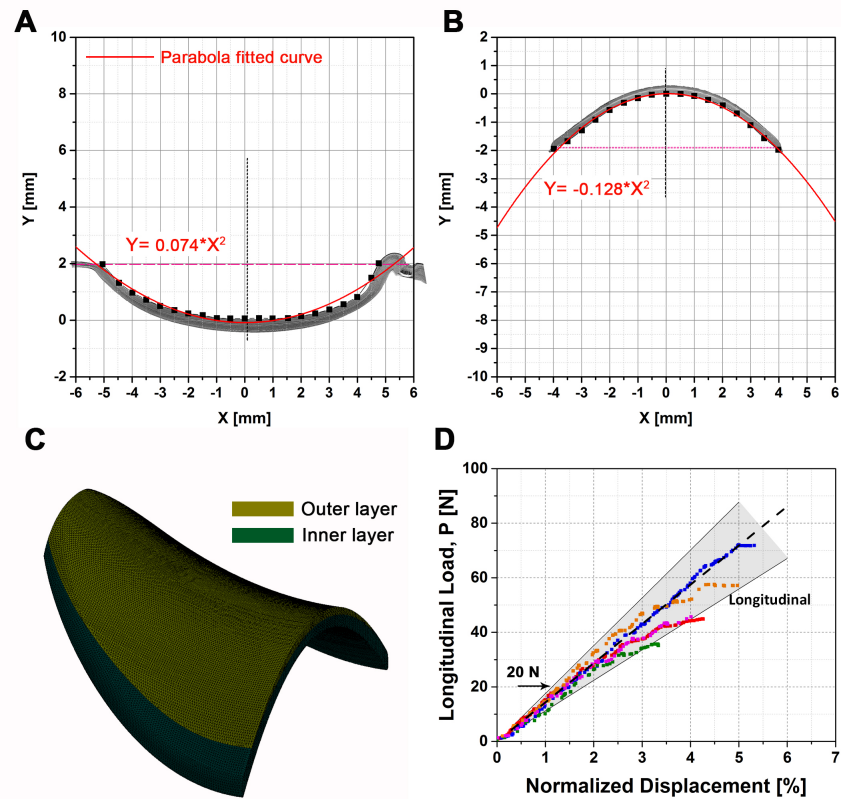 A
10
8
6
4
2
0
-2
Y [mm]
Parabola fitted curve
Y= 0.074*X²
-6 -5 -4 -3 -2 -1 0 1 2 3 4 5 6
X [mm]
B
2
1
0
-1
-2
-3
-4
-5
-6
-7
-8
-9
-10
Y [mm]
Y= -0.128*X²
-6 -5 -4 -3 -2 -1 0 1 2 3 4 5 6
X [mm]
C
Outer layer
Inner layer
D
100
80
60
40
20
0
Longitudinal Load, P [N]
Longitudinal
20 N
0 1 2 3 4 5 6 7
Normalized Displacement [%]